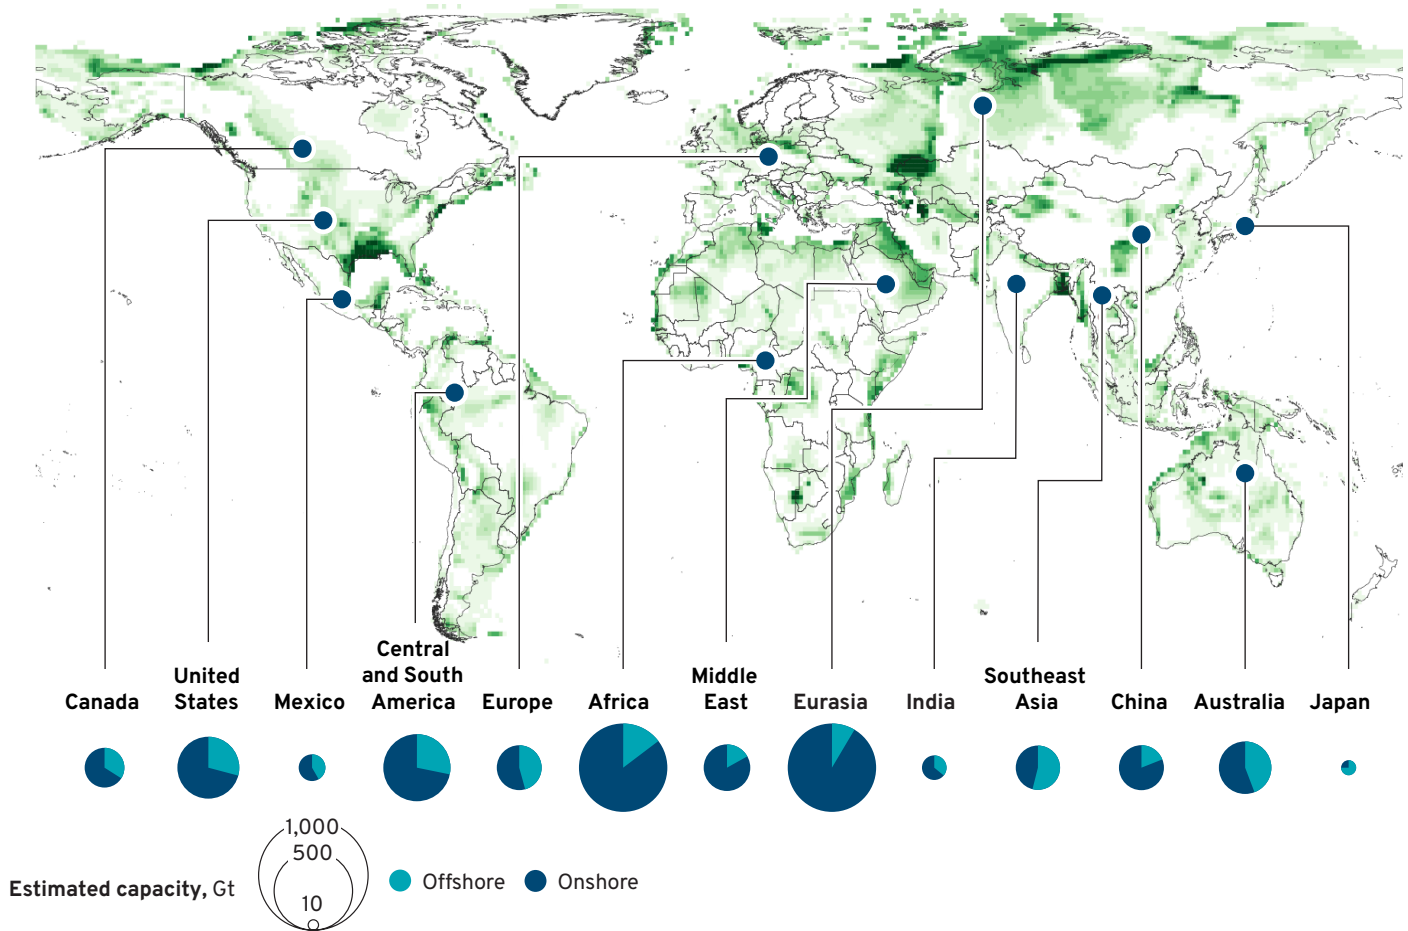 Canada
United
States
Mexico
Central
and South
America
Europe
Africa
Middle
East
Eurasia
India
Southeast
Asia
China
Australia
Japan
1,000
500
10
Estimated capacity, Gt
Offshore
Onshore